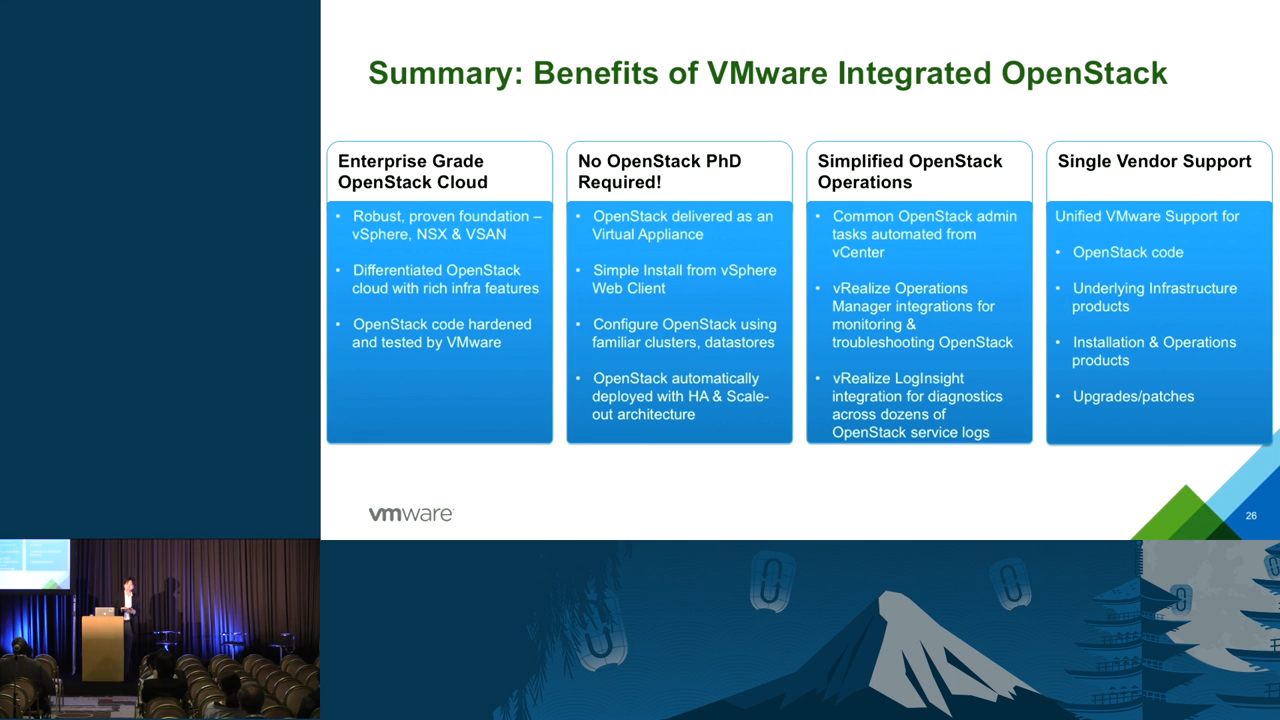 Summary: Benefits of VMware Integrated OpenStack
Enterprise Grade
OpenStack Cloud
• Robust, proven foundation –
vSphere, NSX & VSAN
• Differentiated OpenStack
cloud with rich infra features
• OpenStack code hardened
and tested by VMware
No OpenStack PhD
Required!
• OpenStack delivered as an
Virtual Appliance
• Simple Install from vSphere
Web Client
• Configure OpenStack using
familiar clusters, datastores
• OpenStack automatically
deployed with HA & Scale-
out architecture
Simplified OpenStack
Operations
• Common OpenStack admin
tasks automated from
vCenter
• vRealize Operations
Manager integrations for
monitoring &
troubleshooting OpenStack
• vRealize LogInsight
integration for diagnostics
across dozens of
OpenStack service logs
Single Vendor Support
Unified VMware Support for
• OpenStack code
• Underlying Infrastructure
products
• Installation & Operations
products
• Upgrades/patches
vmware
26